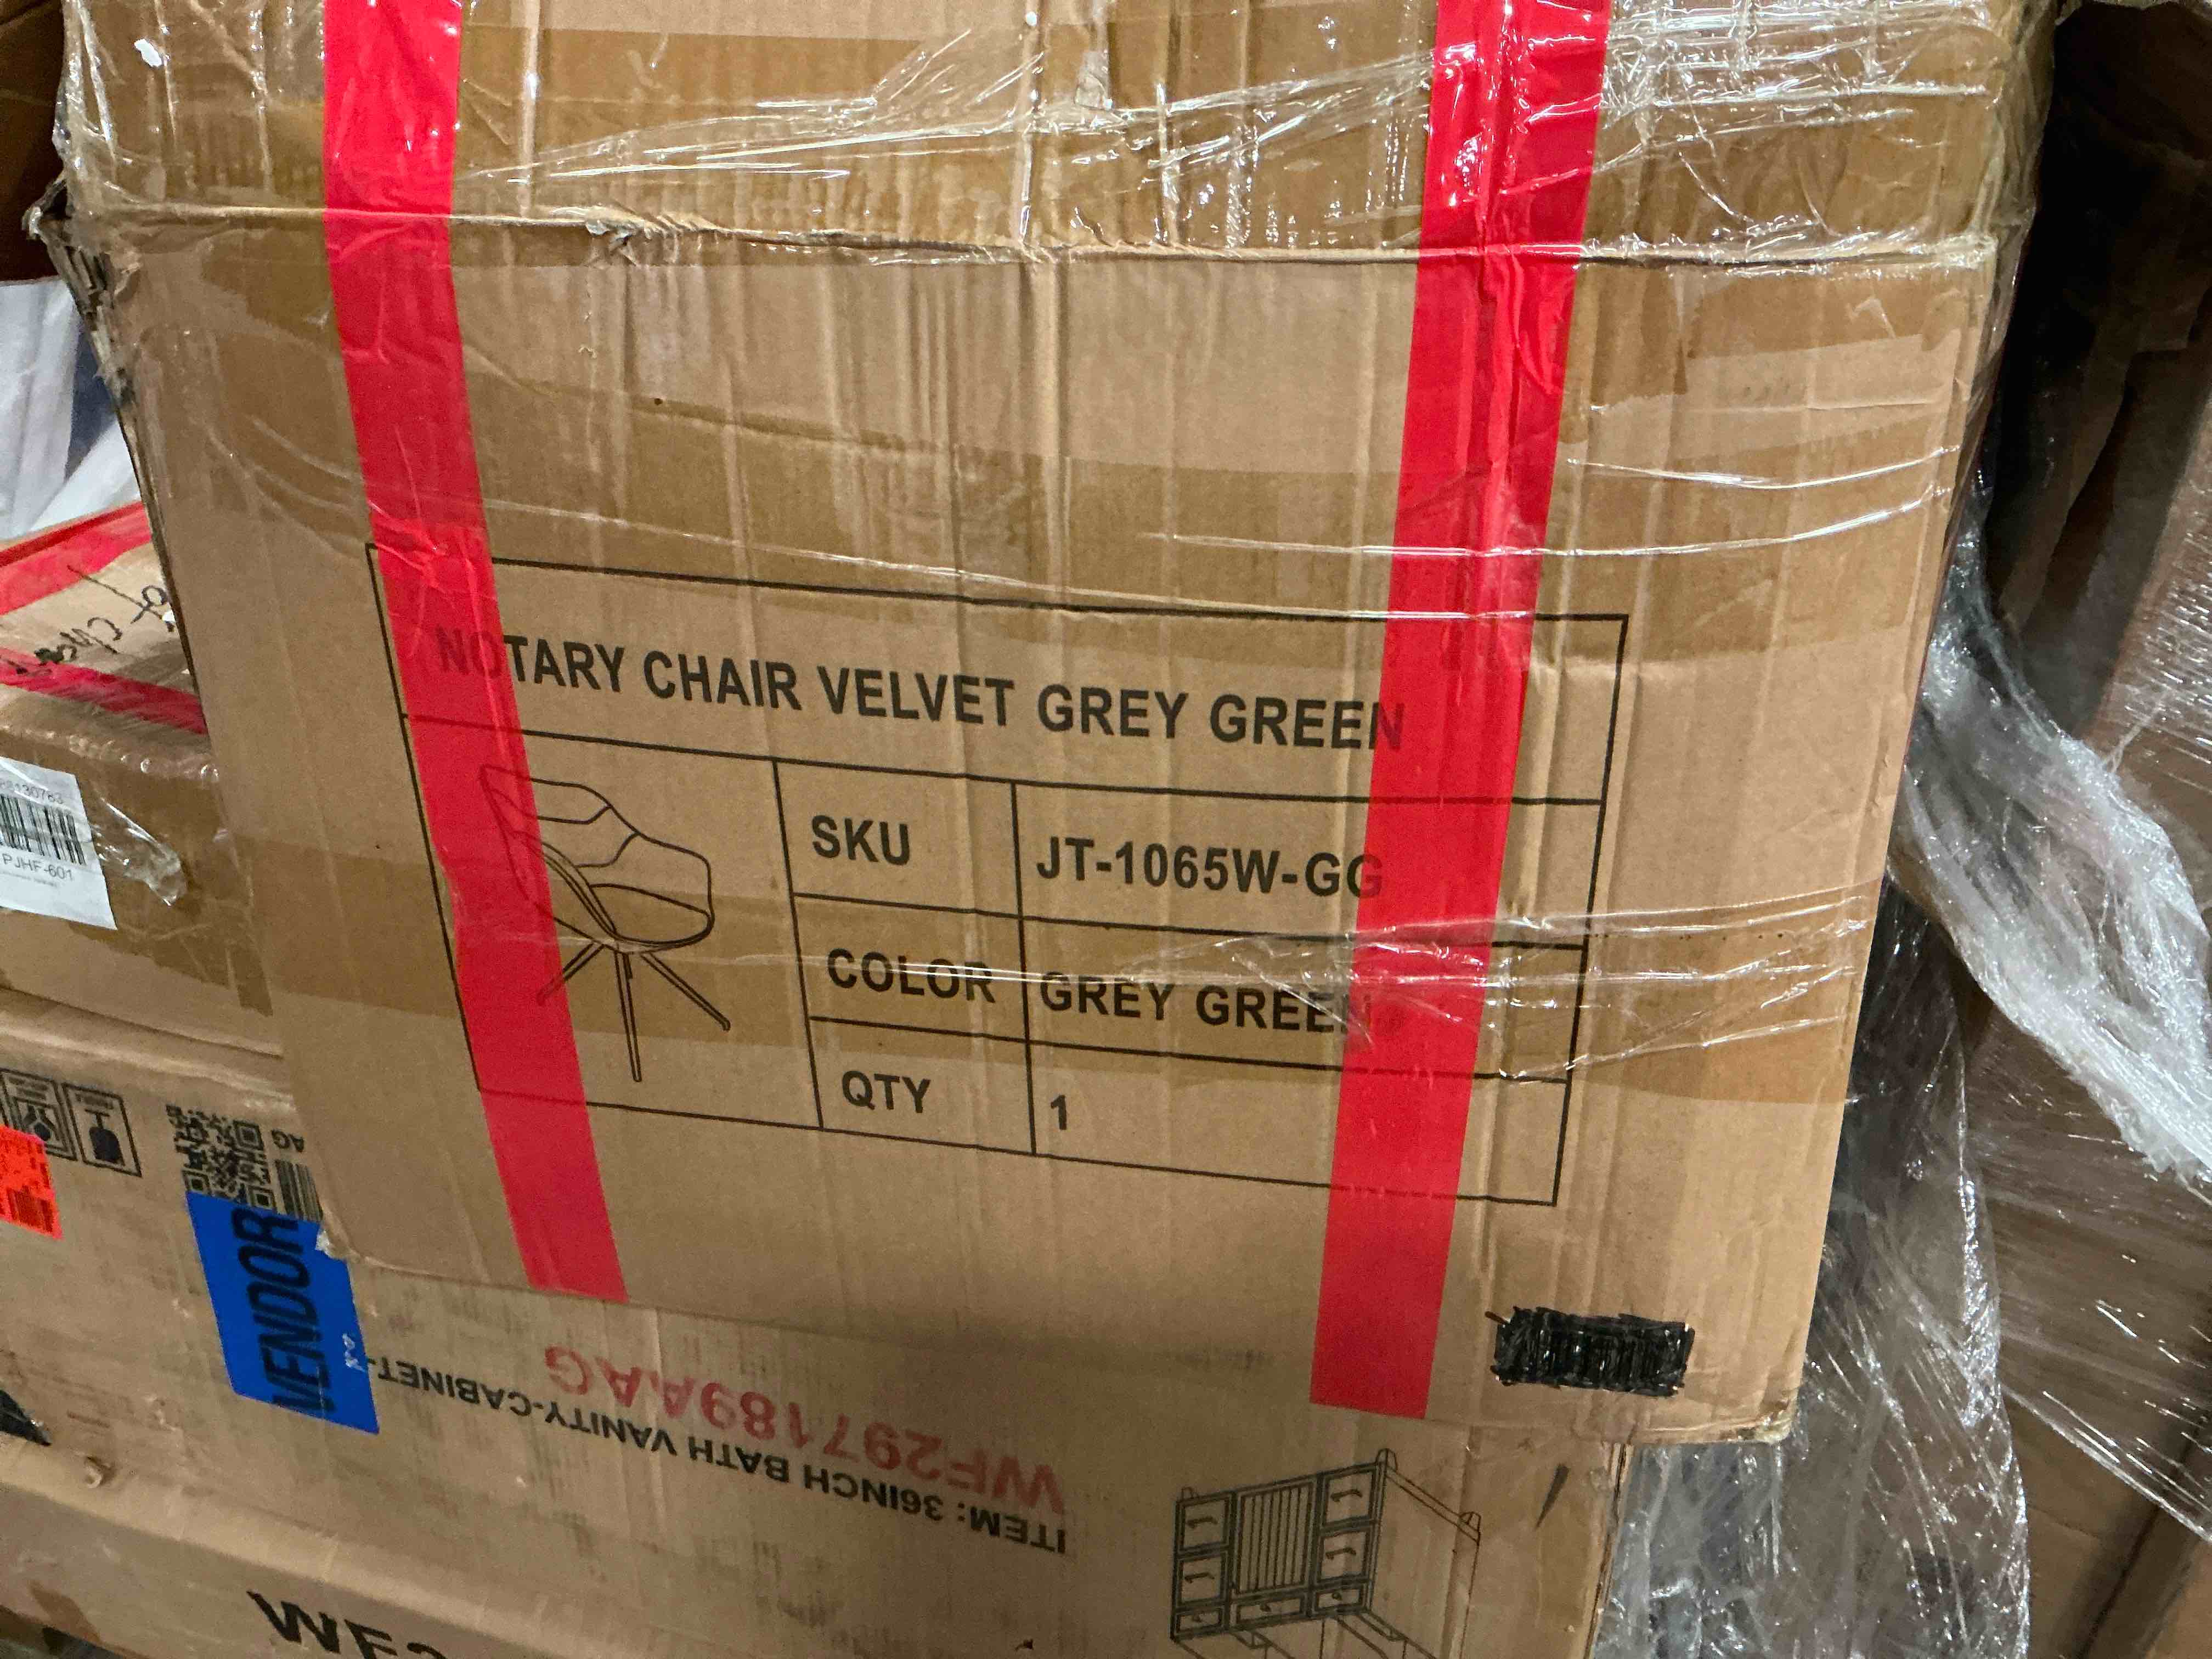 NOTARY CHAIR VELVET GREY GREEN
SKU JT-1065W-GG
COLOR GREY GREEN
QTY 1
PJHF-601
AG
VENDOR
WF297189AAG
ITEM: 36INCH BATH VANITY-CABINET-